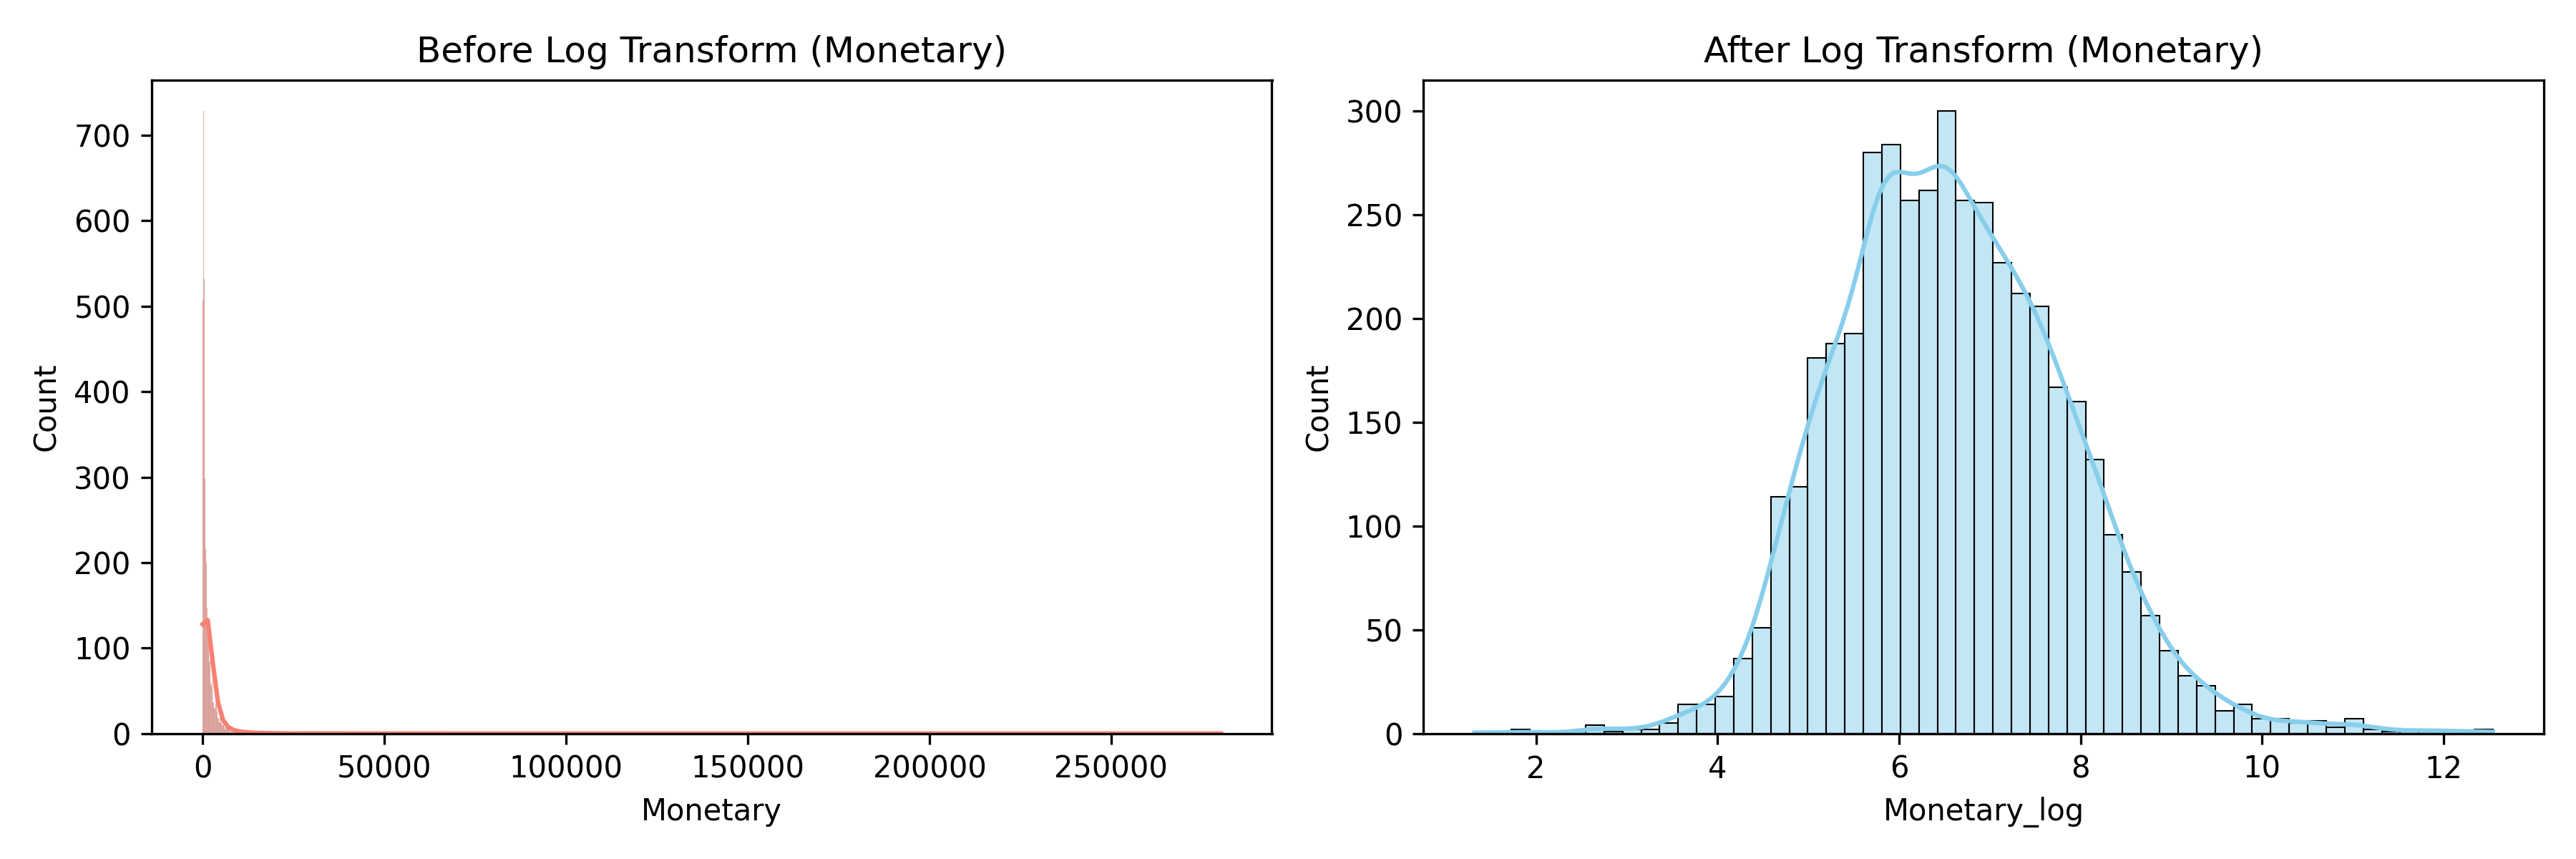 Before Log Transform (Monetary)
700
600
500
400
300
200
100
0
Count
0 50000 100000 150000 200000 250000
Monetary
After Log Transform (Monetary)
300
250
200
150
100
50
0
Count
2 4 6 8 10 12
Monetary_log